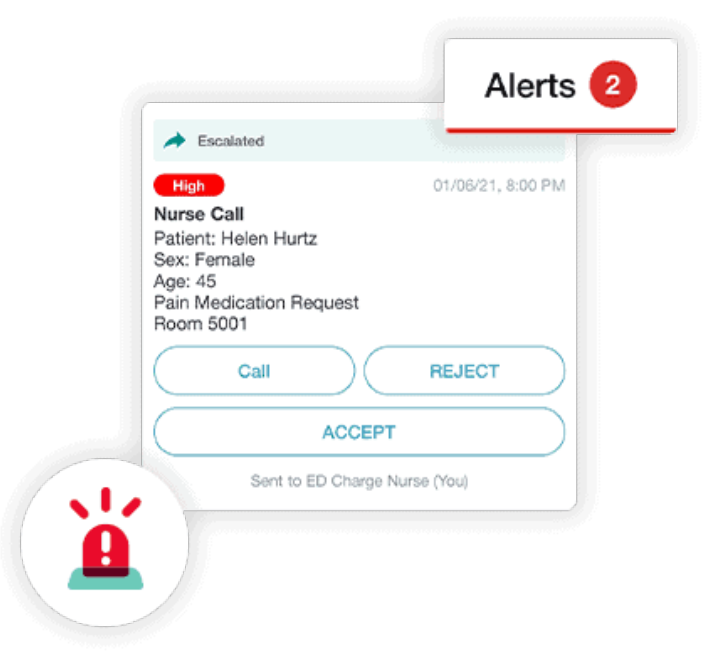 Alerts 2
Escalated
High 01/06/21, 8:00 PM
Nurse Call
Patient: Helen Hurtz
Sex: Female
Age: 45
Pain Medication Request
Room 5001
Call REJECT
ACCEPT
Sent to ED Charge Nurse (You)
!